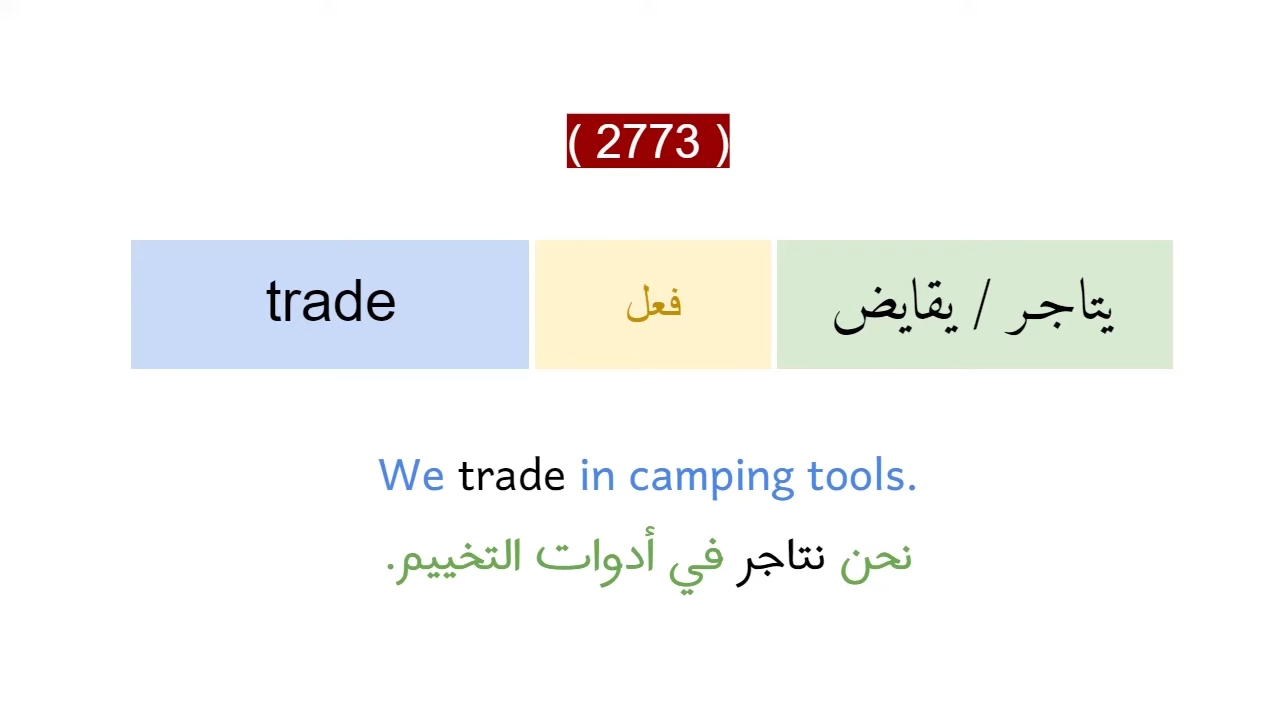 ( 2773 )
trade فعل يتاجر / يقايض
We trade in camping tools.
نحن نتاجر في أدوات التخييم.